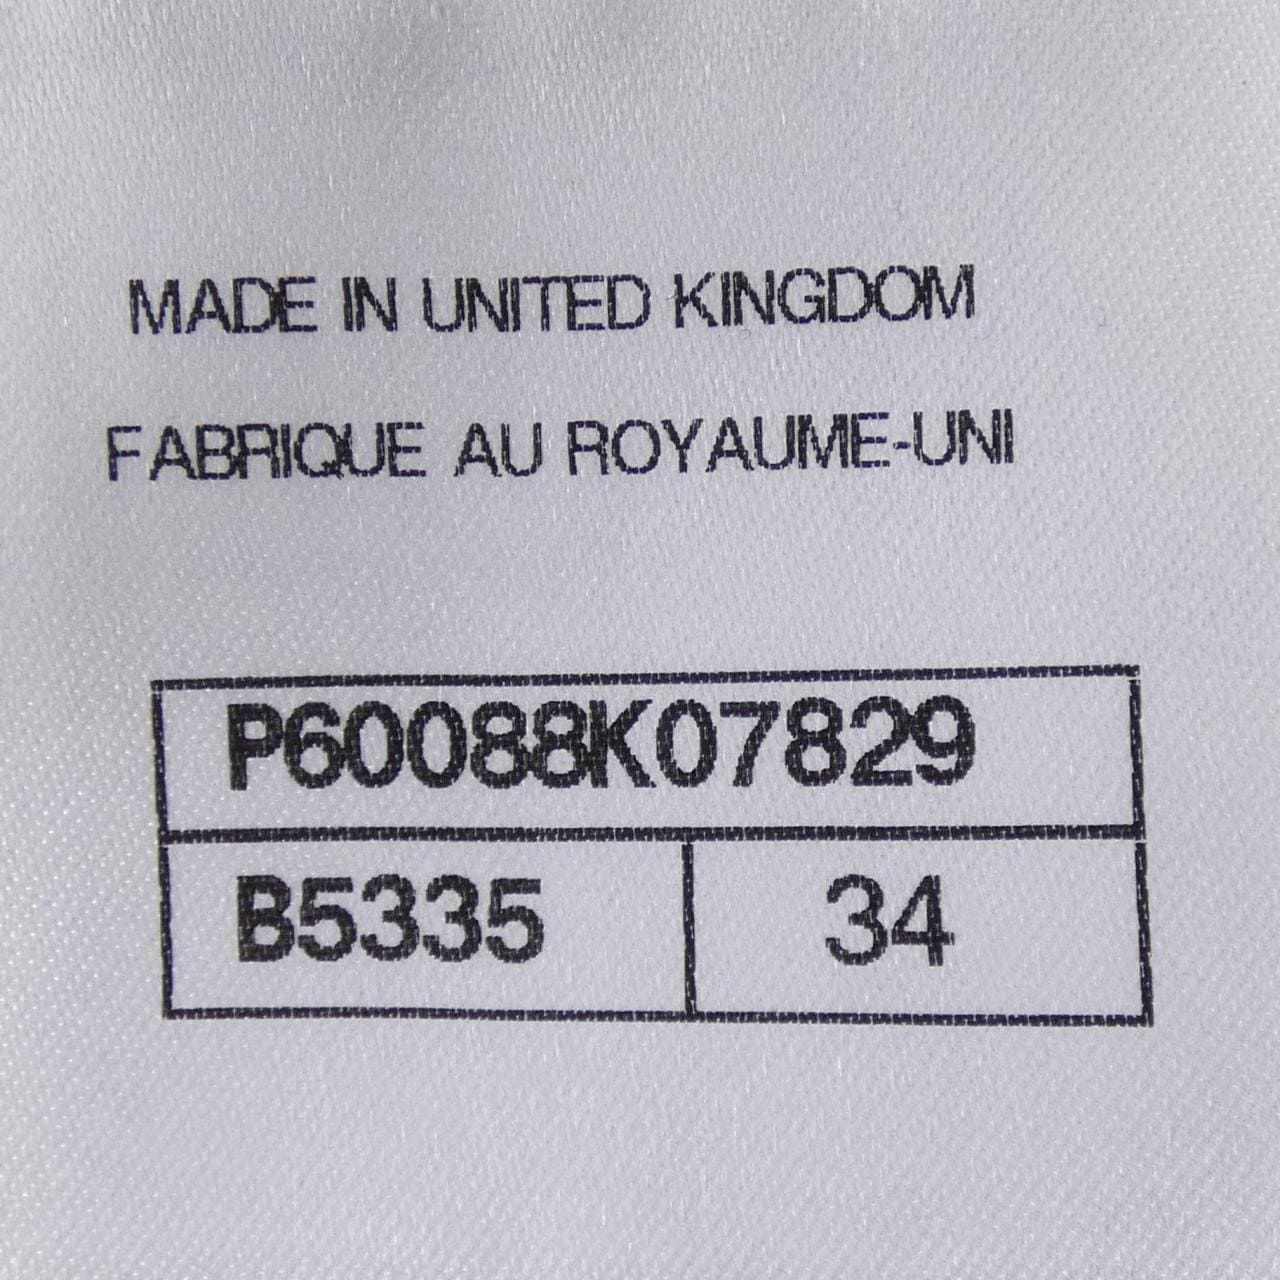 MADE IN UNITED KINGDOM
FABRIQUE AU ROYAUME-UNI
P60088K07829
B5335 34